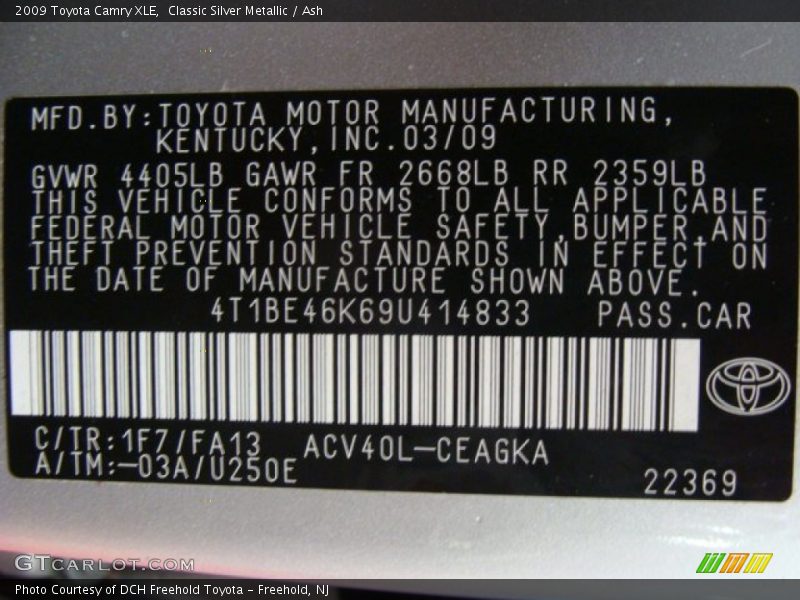 2009 Toyota Camry XLE,  Classic Silver Metallic / Ash
MFD.BY:TOYOTA MOTOR MANUFACTURING,
KENTUCKY,INC.03/09
GVWR 4405LB GAWR FR 2668LB RR 2359LB
THIS VEHICLE CONFORMS TO ALL APPLICABLE
FEDERAL MOTOR VEHICLE SAFETY,BUMPER,AND
THEFT PREVENTION STANDARDS IN EFFECT ON
THE DATE OF MANUFACTURE SHOWN ABOVE.
4T1BE46K69U414833 PASS.CAR
C/TR:1F7/FA13 ACV40L-CEAGKA
A/TM:-03A/U250E
22369
GTCARLOT.COM
Photo Courtesy of DCH Freehold Toyota - Freehold, NJ